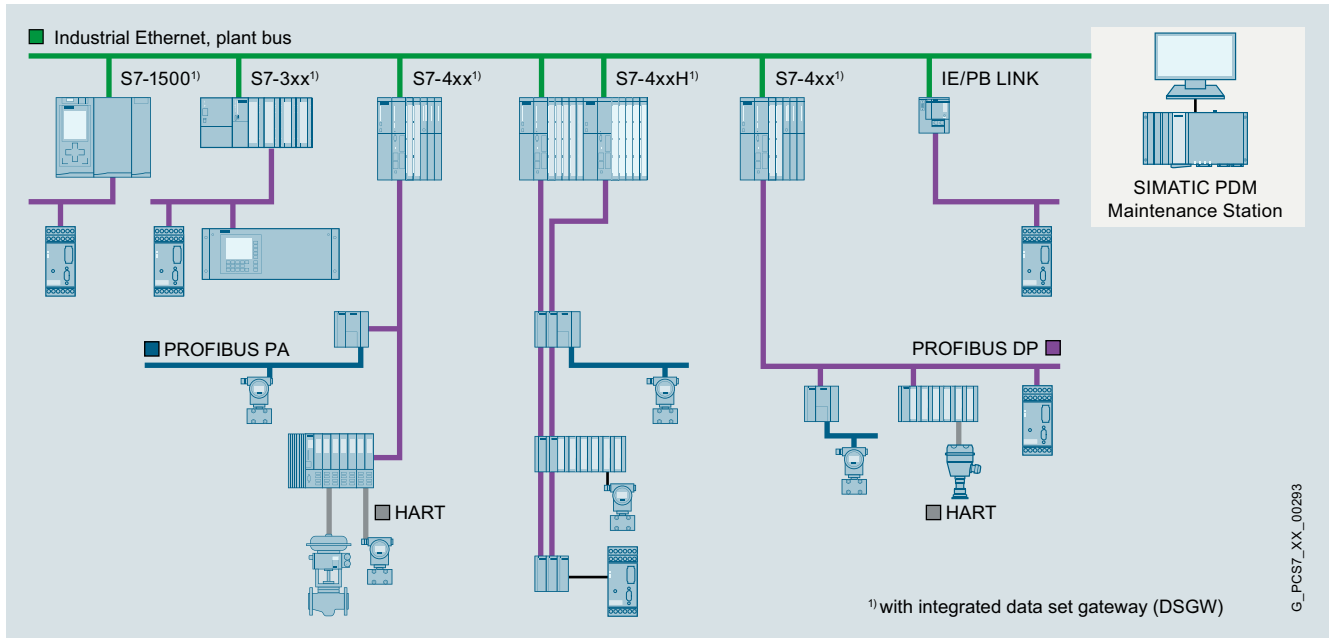 Industrial Ethernet, plant bus
S7-1500¹⁾
S7-3xx¹⁾
S7-4xx¹⁾
S7-4xxH¹⁾
S7-4xx¹⁾
IE/PB LINK
SIMATIC PDM
Maintenance Station
PROFIBUS PA
PROFIBUS DP
HART
HART
¹⁾ with integrated data set gateway (DSGW)
G_PCS7_XX_00293